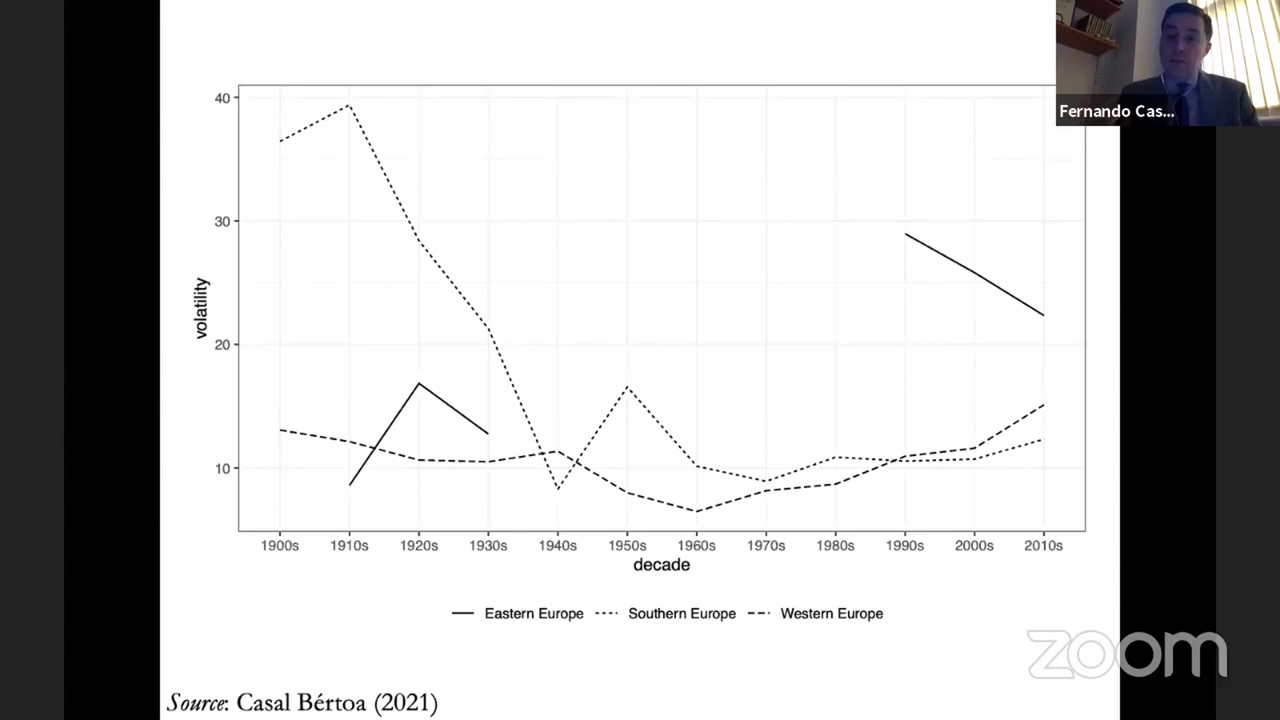 Fernando Cas...
volatility
40
30
20
10
1900s 1910s 1920s 1930s 1940s 1950s 1960s 1970s 1980s 1990s 2000s 2010s
decade
Eastern Europe Southern Europe Western Europe
zoom
Source: Casal Bértoa (2021)